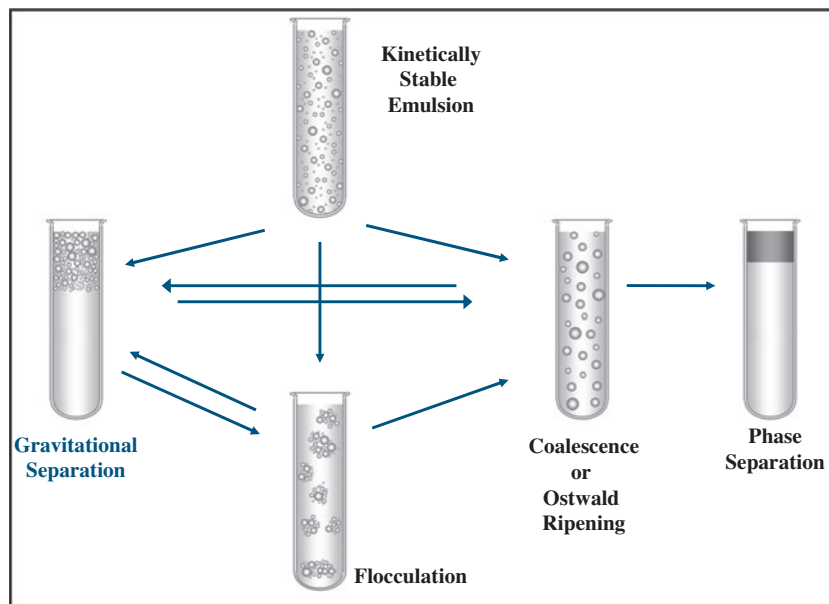 Kinetically
Stable
Emulsion
Gravitational
Separation
Flocculation
Coalescence
or
Ostwald
Ripening
Phase
Separation